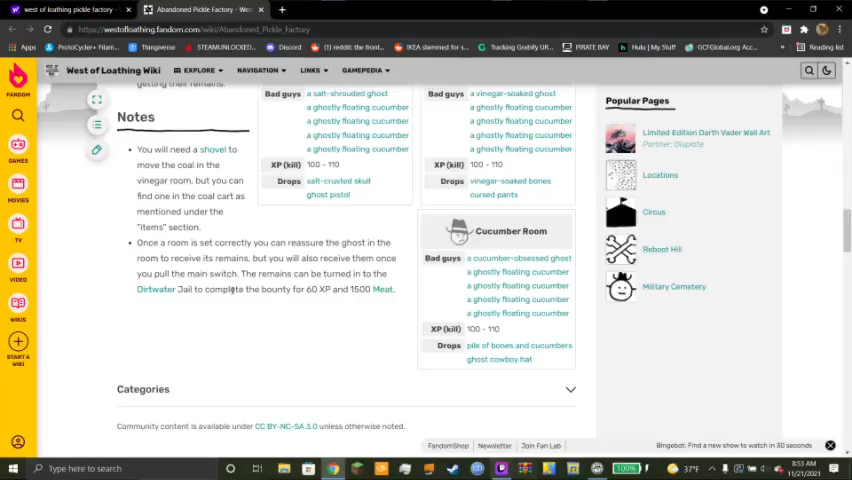 west of loathing pickle factory -
Abandoned Pickle Factory - Wes
westofloathing.fandom.com/wiki/Abandoned_Pickle_Factory
Apps
ProtoCycler+ Filam...
Thingiverse
STEAMUNLOCKED...
Discord
(1) reddit: the front...
IKEA slammed for s...
Tracking Grabify UR...
PIRATE BAY
Hulu | My Stuff
GCFGlobal.org Acc...
Reading list
FANDOM
GAMES
MOVIES
TV
VIDEO
WIKIS
START A
WIKI
West of Loathing Wiki
EXPLORE
NAVIGATION
LINKS
GAMEPEDIA
getting their remains.
Notes
You will need a shovel to
move the coal in the
vinegar room, but you can
find one in the coal cart as
mentioned under the
"items" section.
Once a room is set correctly you can reassure the ghost in the
room to receive its remains, but you will also receive them once
you pull the main switch. The remains can be turned in to the
Dirtwater Jail to complete the bounty for 60 XP and 1500 Meat.
Bad guys a salt-shrouded ghost
a ghostly floating cucumber
a ghostly floating cucumber
a ghostly floating cucumber
a ghostly floating cucumber
XP (kill) 100 - 110
Drops salt-crusted skull
ghost pistol
Bad guys a vinegar-soaked ghost
a ghostly floating cucumber
a ghostly floating cucumber
a ghostly floating cucumber
a ghostly floating cucumber
XP (kill) 100 - 110
Drops vinegar-soaked bones
cursed pants
Cucumber Room
Bad guys a cucumber-obsessed ghost
a ghostly floating cucumber
a ghostly floating cucumber
a ghostly floating cucumber
a ghostly floating cucumber
XP (kill) 100 - 110
Drops pile of bones and cucumbers
ghost cowboy hat
Popular Pages
Limited Edition Darth Vader Wall Art
Partner: Displate
Locations
Circus
Reboot Hill
Military Cemetery
Categories
Community content is available under CC-BY-NC-SA 3.0 unless otherwise noted.
FandomShop
Newsletter
Join Fan Lab
Bingebot: Find a new show to watch in 30 seconds
Type here to search
100%
37°F
8:53 AM
11/21/2021